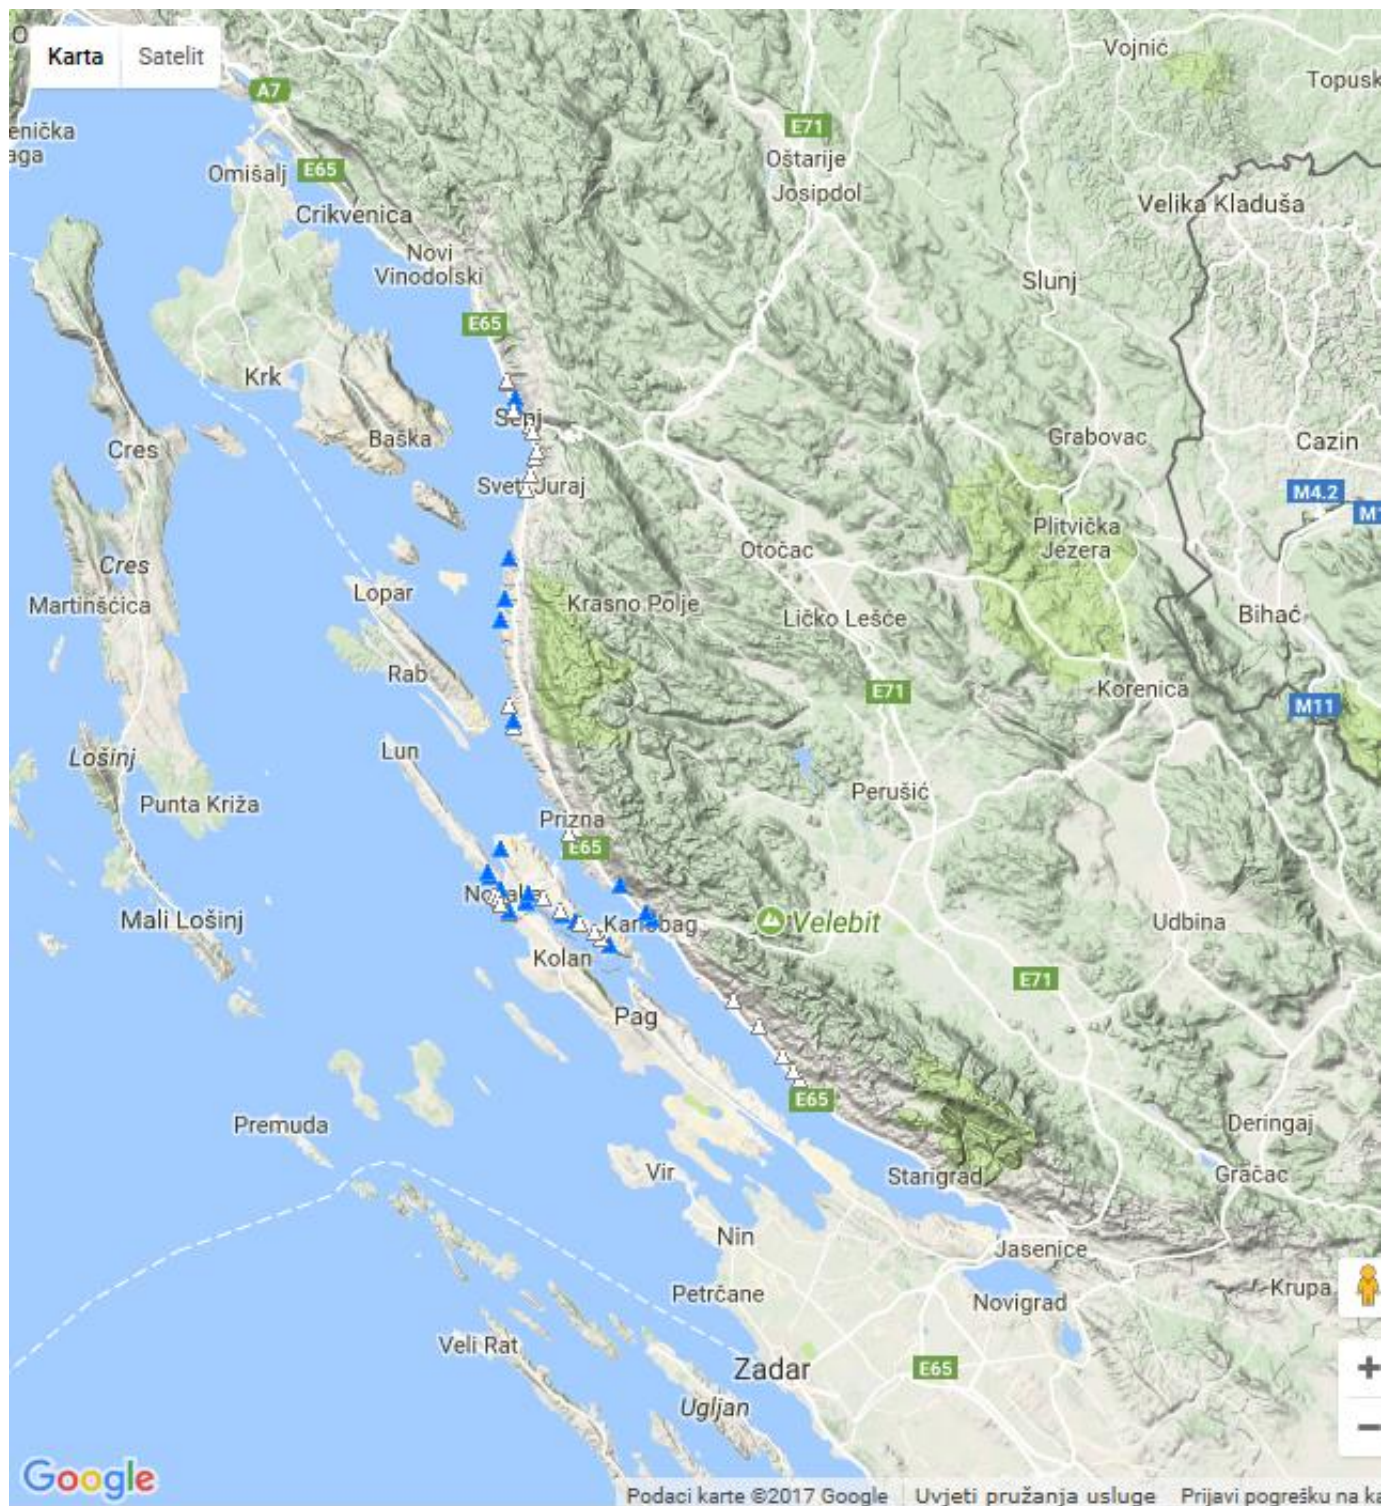 O
Karta Satelit
Vojnić
Topusk
A7
E71
enička
aga
Oštarije
Omišalj
E65
Josipdol
Velika Kladuša
Crikvenica
Novi
Vinodolski
Slunj
E65
Krk
Senj
Baška
Grabovac
Cazin
Cres
Sveti Juraj
M4.2
M1
Plitvička
Jezera
Otočac
Cres
Lopar
Martinšćica
Krasno Polje
Ličko Lešće
Bihać
Rab
E71
Korenica
M11
Lun
Lošinj
Perušić
Punta Križa
Prizna
E65
Mali Lošinj
Karlobag
Velebit
Udbina
Kolan
E71
Pag
E65
Premuda
Deringaj
Vir
Starigrad
Gračac
Nin
Jasenice
Krupa
Petrčane
Novigrad
Veli Rat
Zadar
E65
+
Ugljan
−
Google
Podaci karte ©2017 Google Uvjeti pružanja usluge Prijavi pogrešku na ka